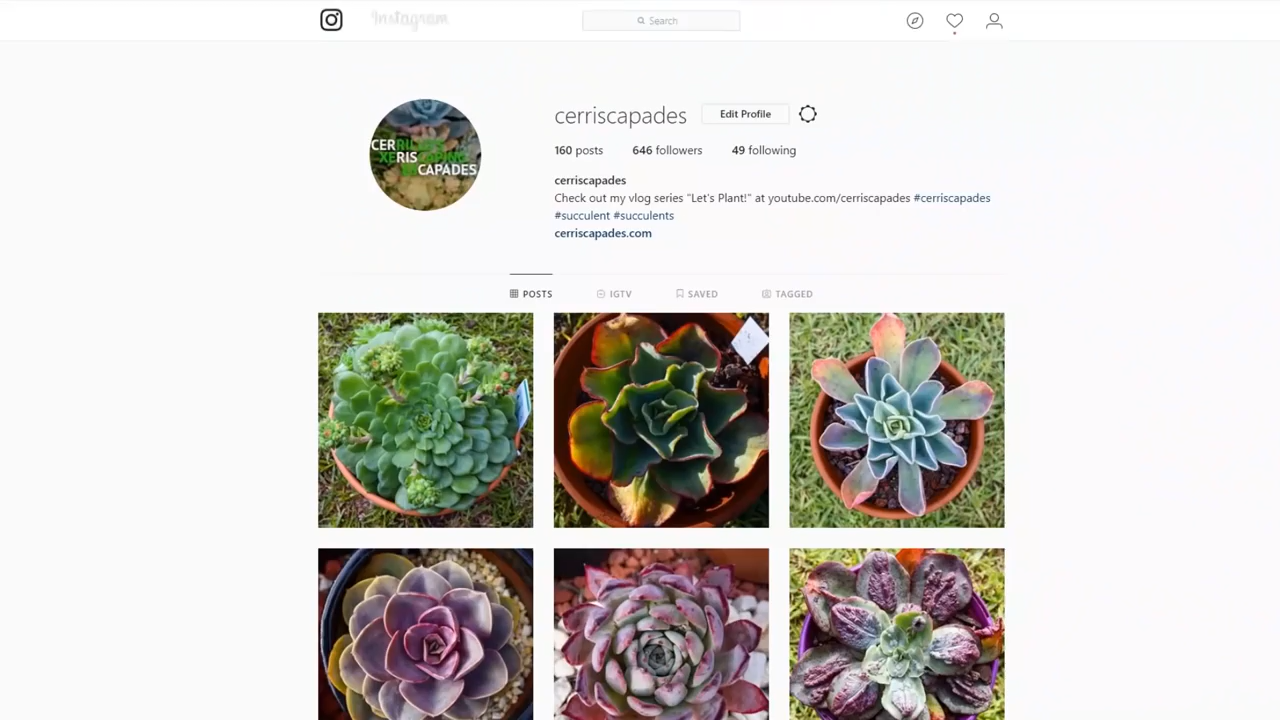 Instagram
Search
cerriscapades
Edit Profile
160 posts 646 followers 49 following
cerriscapades
Check out my vlog series "Let's Plant!" at youtube.com/cerriscapades #cerriscapades
#succulent #succulents
cerriscapades.com
POSTS IGTV SAVED TAGGED